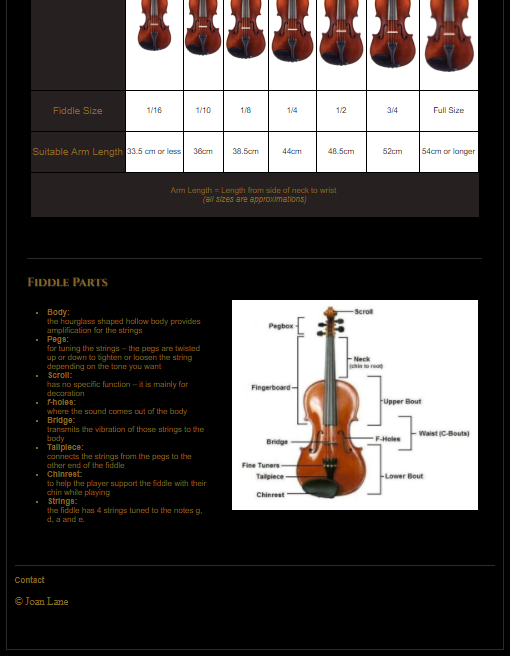 Fiddle Size 1/16 1/10 1/8 1/4 1/2 3/4 Full Size
Suitable Arm Length 33.5 cm or less 36cm 38.5cm 44cm 48.5cm 52cm 54cm or longer
Arm Length = Length from side of neck to wrist
(all sizes are approximations)
Fiddle Parts
Body:
the hourglass shaped hollow body provides
amplification for the strings
Pegs:
for tuning the strings – the pegs are twisted
up or down to tighten or loosen the string
depending on the tone you want
Scroll:
has no specific function – it is mainly for
decoration
f-holes:
where the sound comes out of the body
Bridge:
transmits the vibration of those strings to the
body
Tailpiece:
connects the strings from the pegs to the
other end of the fiddle
Chinrest:
to help the player support the fiddle with their
chin while playing
Strings:
the fiddle has 4 strings tuned to the notes g,
d, a and e.
Scroll
Pegbox
Neck
(chin to root)
Fingerboard
Upper Bout
Waist (C-Bouts)
F-Holes
Bridge
Fine Tuners
Tailpiece
Lower Bout
Chinrest
Contact
© Joan Lane